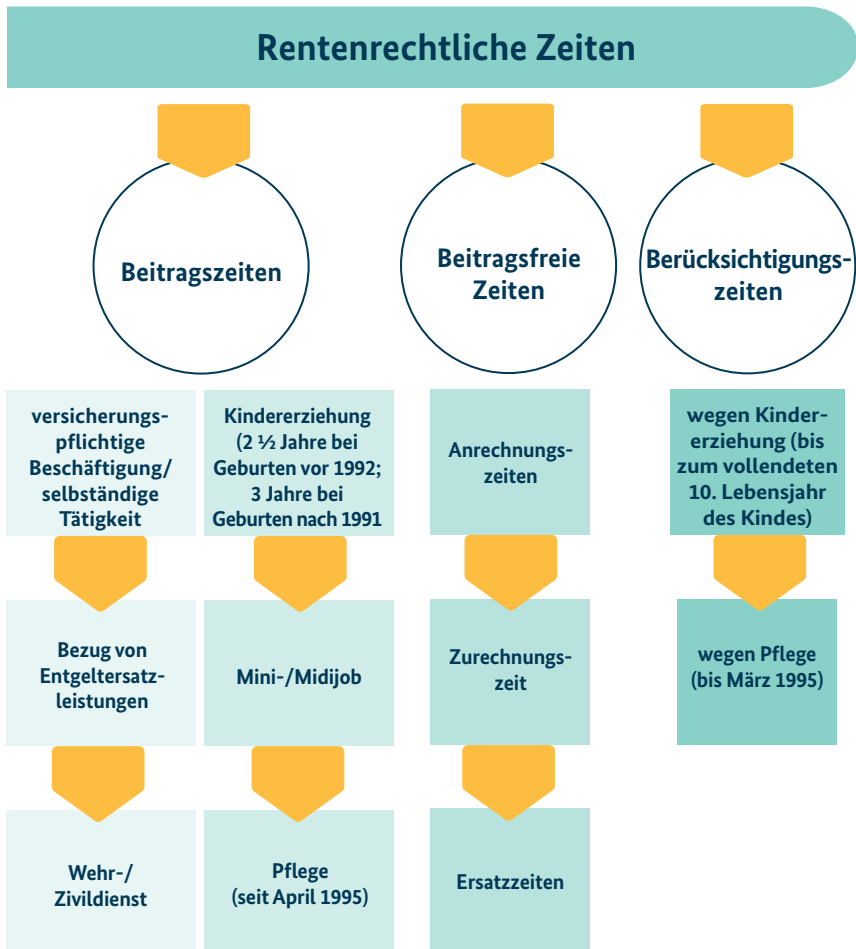 Rentenrechtliche Zeiten
Beitragszeiten
Beitragsfreie
Zeiten
Berücksichtigungs-
zeiten
versicherungs-
pflichtige
Beschäftigung/
selbständige
Tätigkeit
Kindererziehung
(2 ½ Jahre bei
Geburten vor 1992;
3 Jahre bei
Geburten nach 1991
Anrechnungs-
zeiten
wegen Kinder-
erziehung (bis
zum vollendeten
10. Lebensjahr
des Kindes)
Bezug von
Entgeltersatz-
leistungen
Mini-/Midijob
Zurechnungs-
zeit
wegen Pflege
(bis März 1995)
Wehr-/
Zivildienst
Pflege
(seit April 1995)
Ersatzzeiten